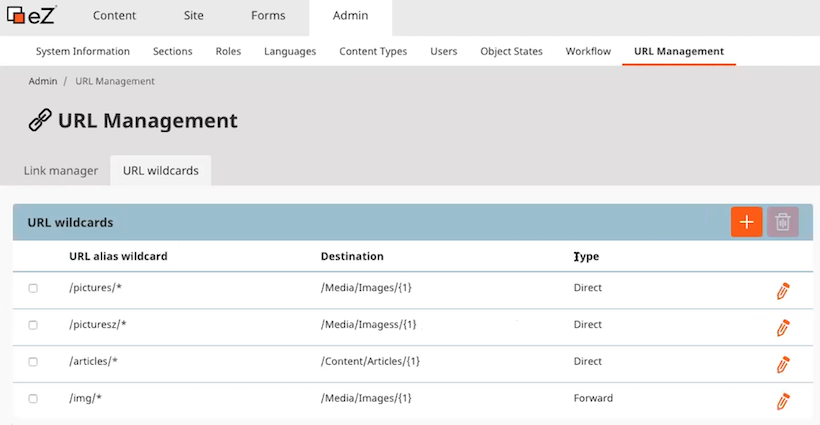 eZ Content Site Forms Admin
System Information Sections Roles Languages Content Types Users Object States Workflow URL Management
Admin / URL Management
URL Management
Link manager URL wildcards
URL wildcards
URL alias wildcard Destination Type
/pictures/* /Media/Images/{1} Direct
/picturesz/* /Media/Imagess/{1} Direct
/articles/* /Content/Articles/{1} Direct
/img/* /Media/Images/{1} Forward